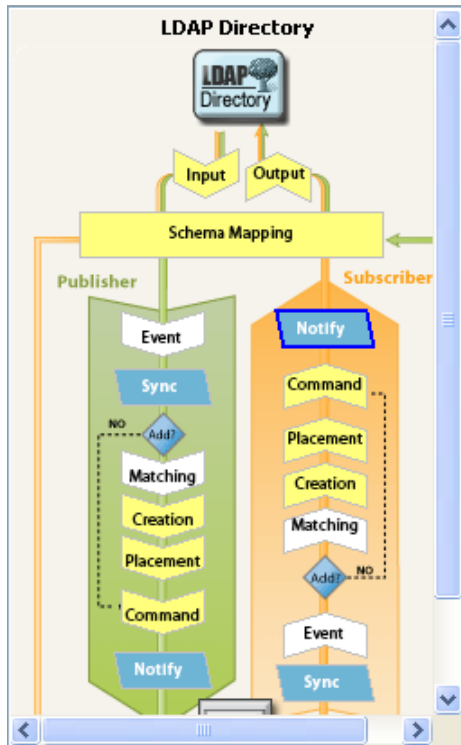 LDAP Directory
LDAP
Directory
Input
Output
Schema Mapping
Publisher
Event
Sync
NO
Add?
Matching
Creation
Placement
Command
Notify
Subscriber
Notify
Command
Placement
Creation
Matching
Add?
NO
Event
Sync